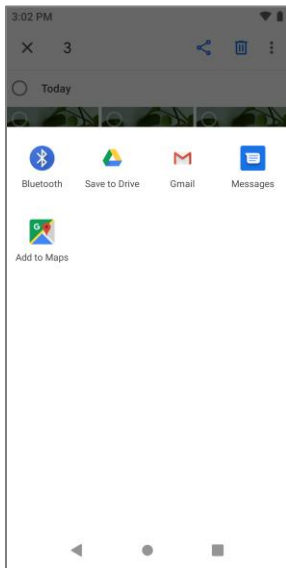 3:02 PM
3
Today
Bluetooth Save to Drive Gmail Messages
Add to Maps